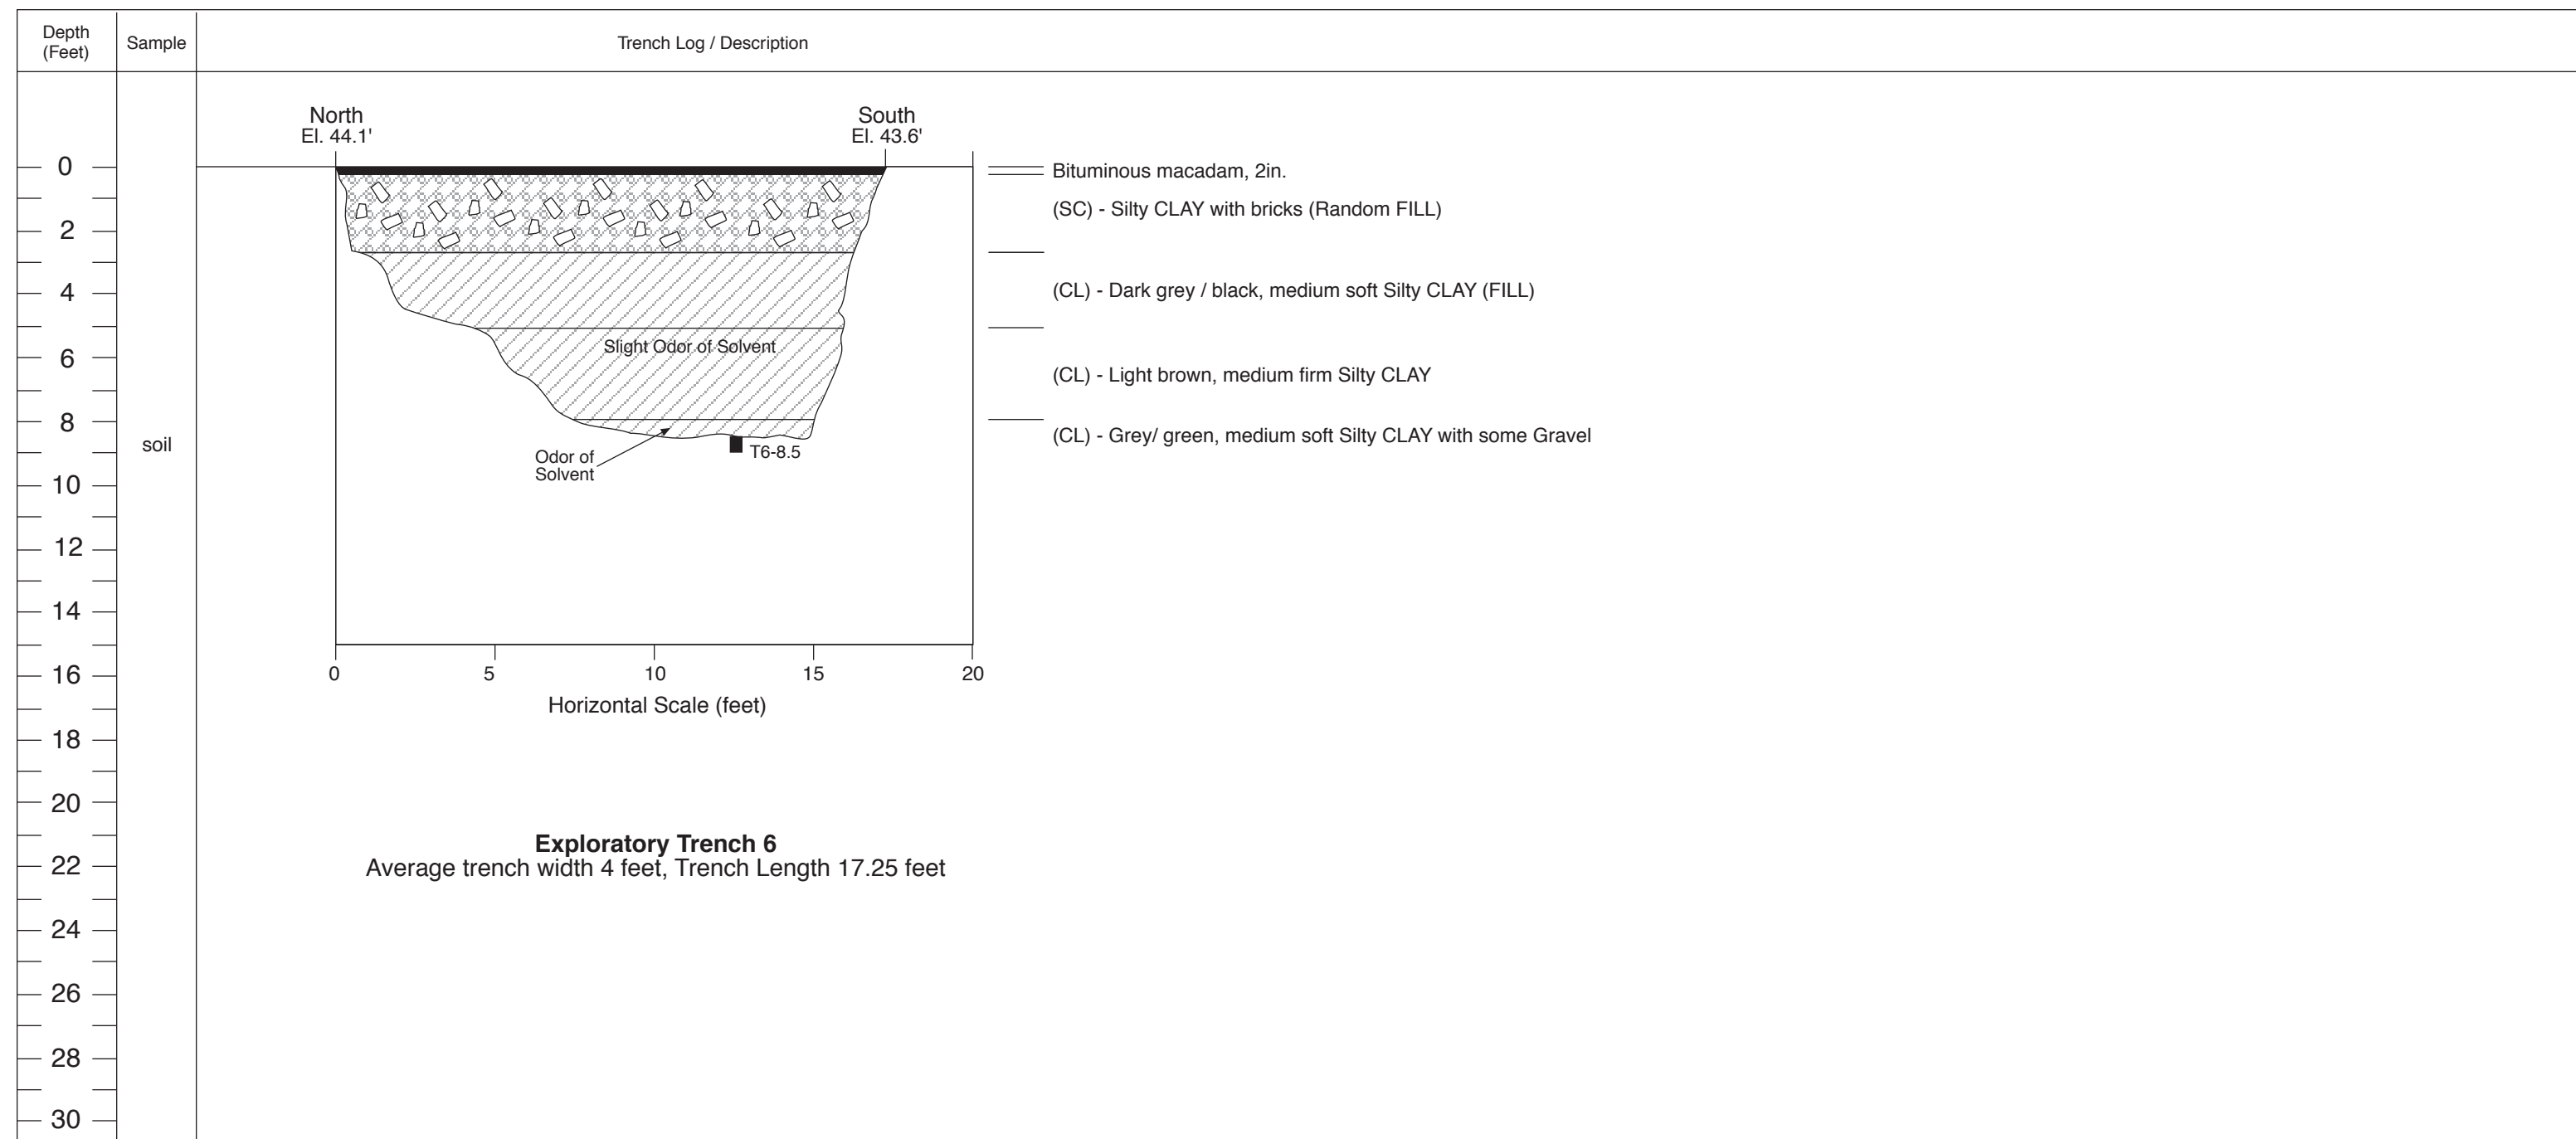 Depth
(Feet)
Sample
Trench Log / Description
North
El. 44.1'
South
El. 43.6'
0
Bituminous macadam, 2in.
(SC) - Silty CLAY with bricks (Random FILL)
2
4
(CL) - Dark grey / black, medium soft Silty CLAY (FILL)
Slight Odor of Solvent
6
(CL) - Light brown, medium firm Silty CLAY
8
(CL) - Grey/ green, medium soft Silty CLAY with some Gravel
soil
T6-8.5
Odor of
Solvent
10
12
14
16
0 5 10 15 20
Horizontal Scale (feet)
18
20
Exploratory Trench 6
Average trench width 4 feet, Trench Length 17.25 feet
22
24
26
28
30